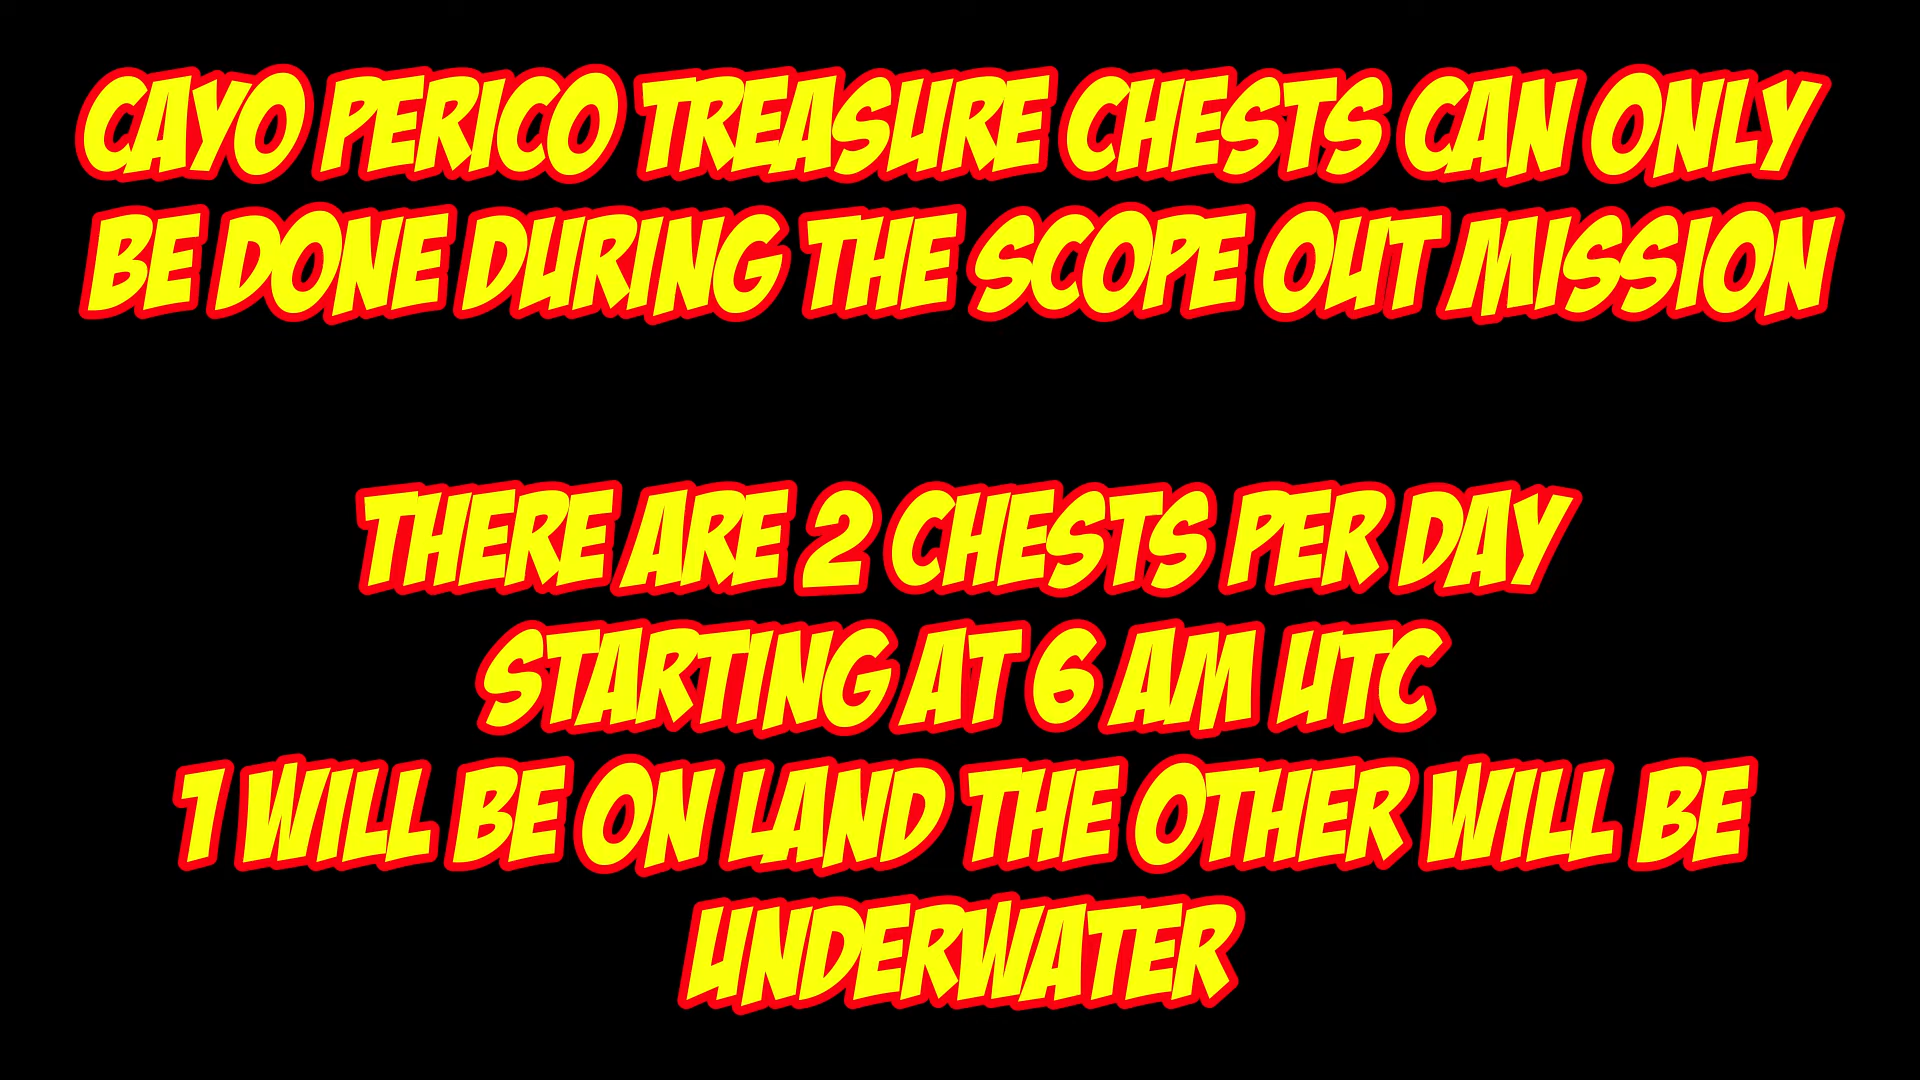 CAYO PERICO TREASURE CHESTS CAN ONLY
BE DONE DURING THE SCOPE OUT MISSION
THERE ARE 2 CHESTS PER DAY
STARTING AT 6 AM UTC
1 WILL BE ON LAND THE OTHER WILL BE
UNDERWATER